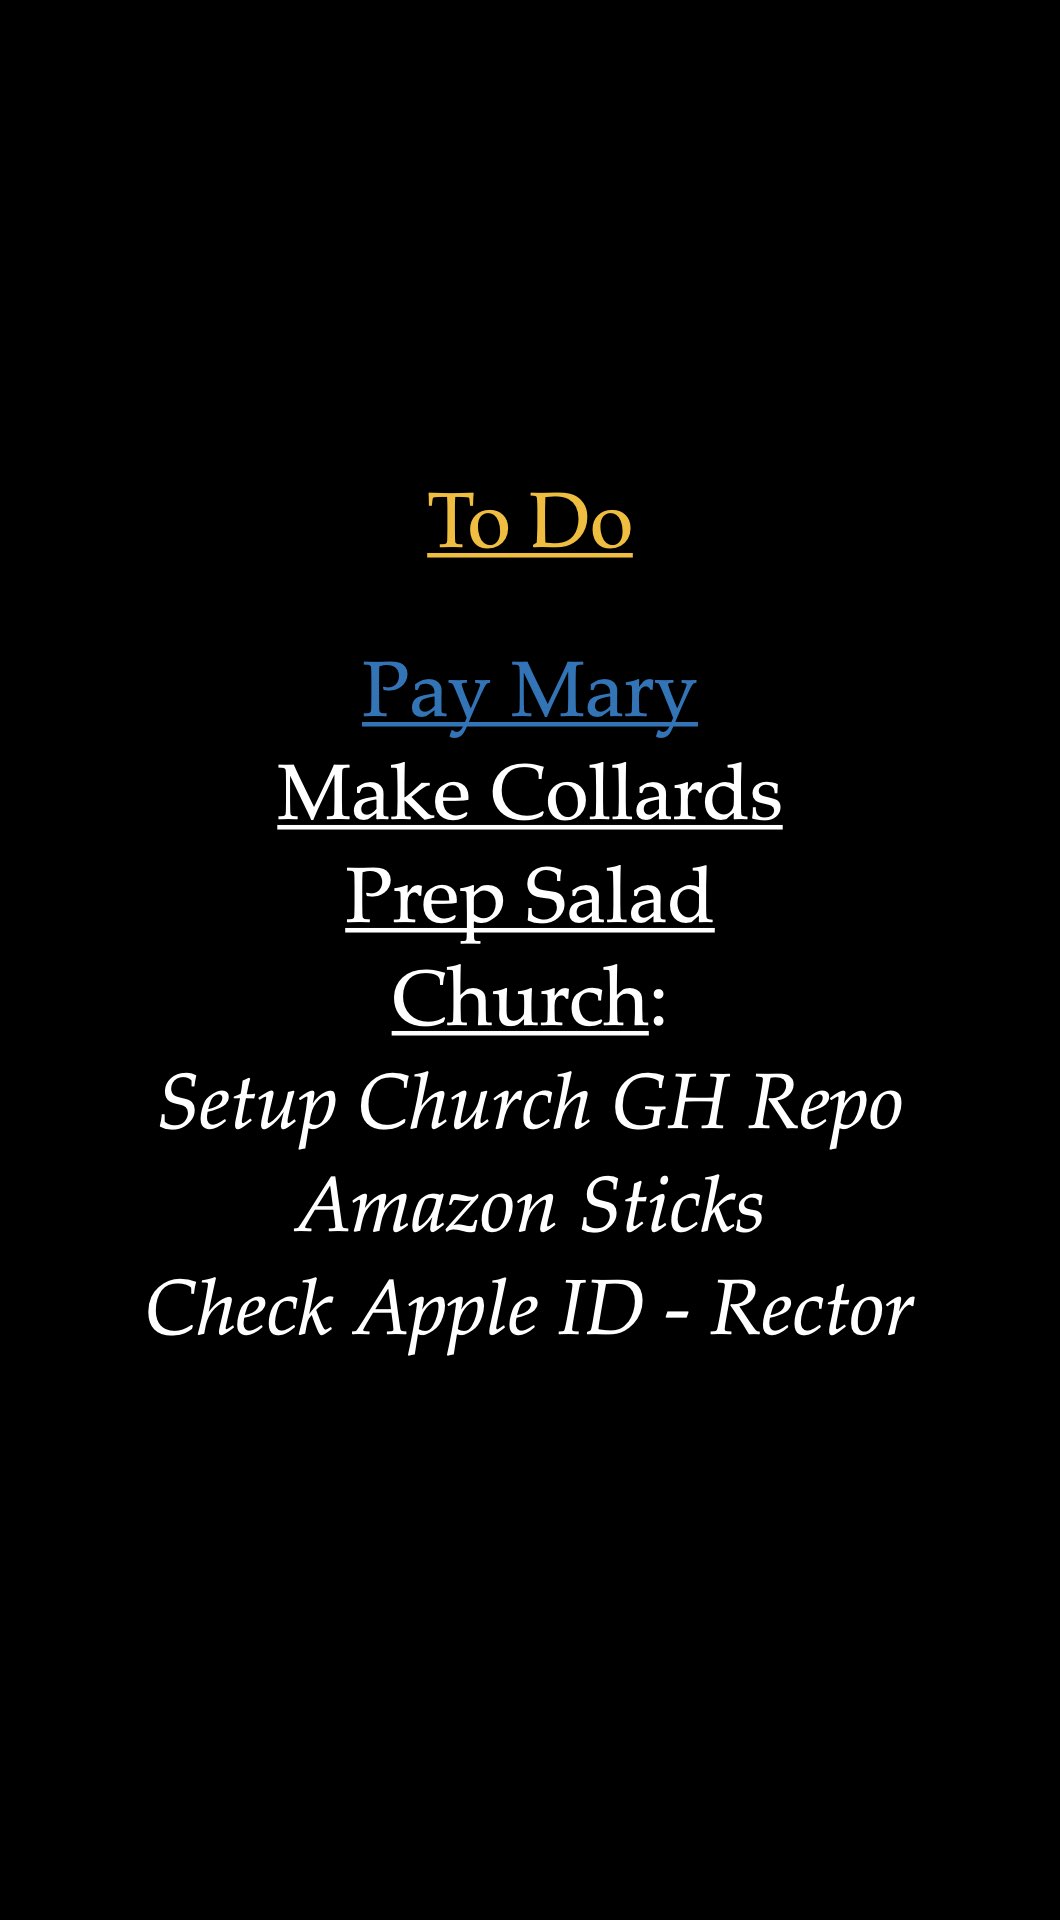 To Do
Pay Mary
Make Collards
Prep Salad
Church:
Setup Church GH Repo
Amazon Sticks
Check Apple ID - Rector